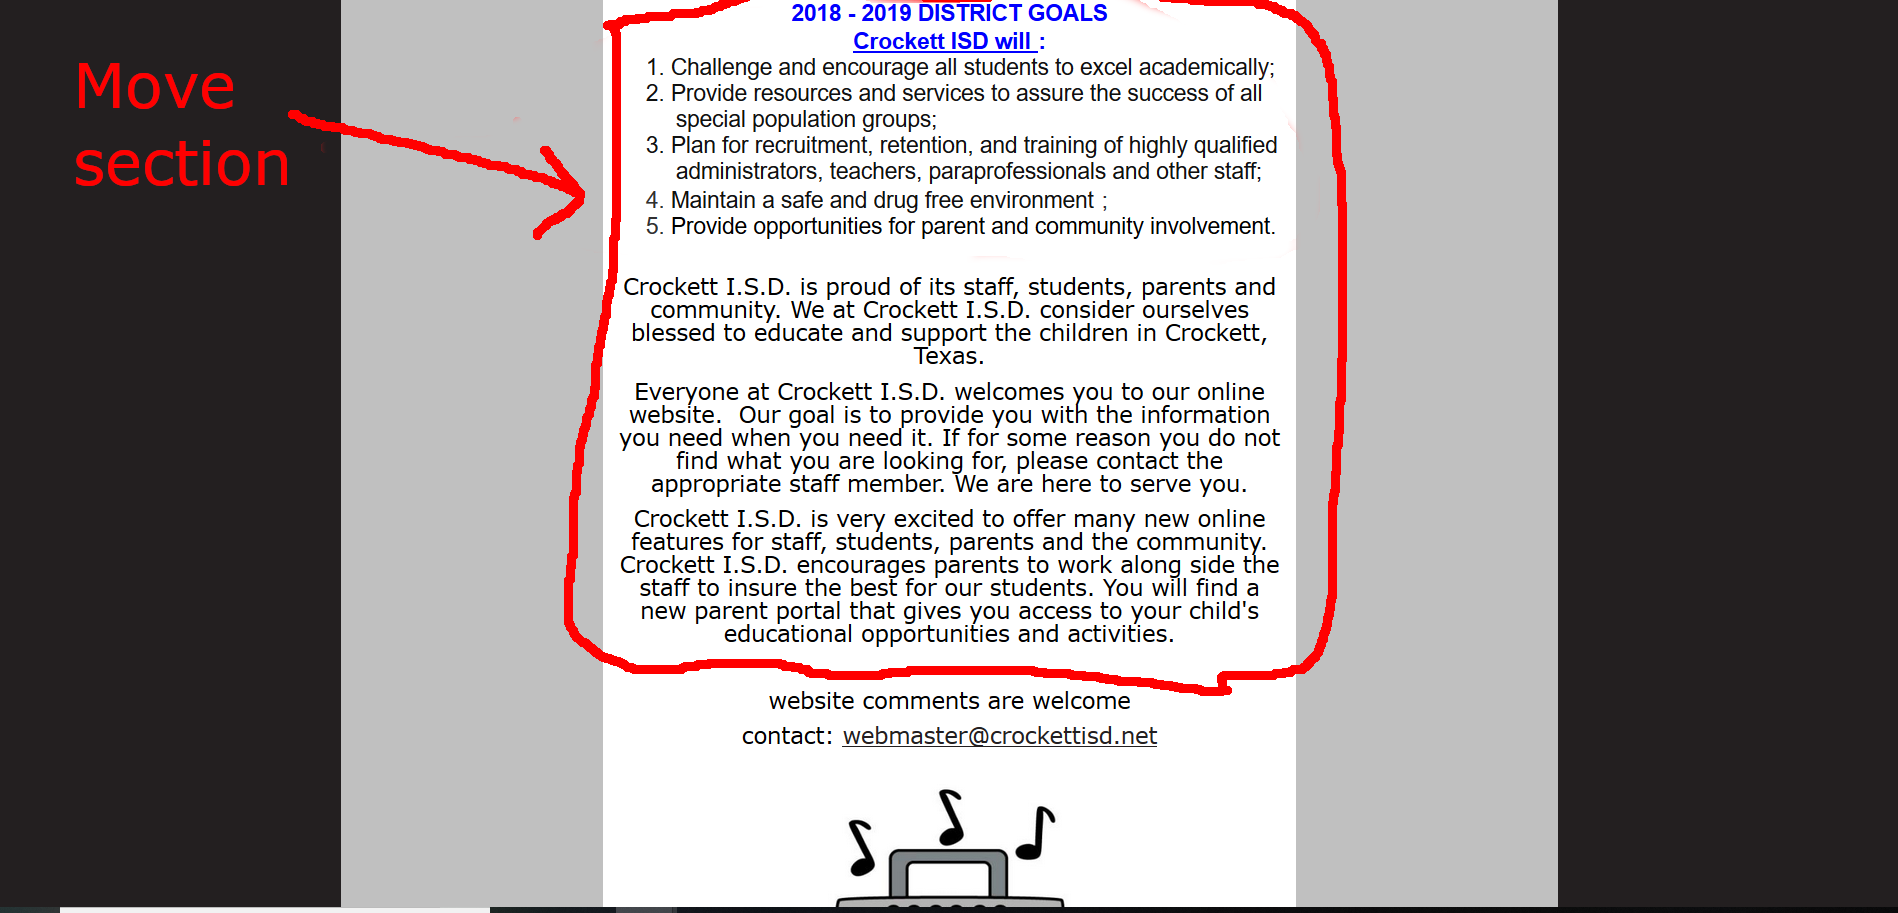 Move
section
2018 - 2019 DISTRICT GOALS
Crockett ISD will :
1. Challenge and encourage all students to excel academically;
2. Provide resources and services to assure the success of all
special population groups;
3. Plan for recruitment, retention, and training of highly qualified
administrators, teachers, paraprofessionals and other staff;
4. Maintain a safe and drug free environment ;
5. Provide opportunities for parent and community involvement.
Crockett I.S.D. is proud of its staff, students, parents and
community. We at Crockett I.S.D. consider ourselves
blessed to educate and support the children in Crockett,
Texas.
Everyone at Crockett I.S.D. welcomes you to our online
website.  Our goal is to provide you with the information
you need when you need it. If for some reason you do not
find what you are looking for, please contact the
appropriate staff member. We are here to serve you.
Crockett I.S.D. is very excited to offer many new online
features for staff, students, parents and the community.
Crockett I.S.D. encourages parents to work along side the
staff to insure the best for our students. You will find a
new parent portal that gives you access to your child's
educational opportunities and activities.
website comments are welcome
contact: webmaster@crockettisd.net